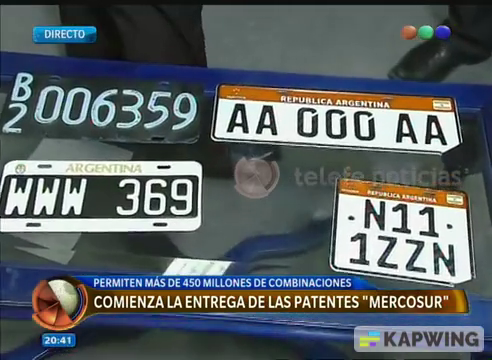 DIRECTO
B2 006359
REPUBLICA ARGENTINA
AA 000 AA
ARGENTINA
WWW 369
telefe noticias
REPUBLICA ARGENTINA
N11
1ZZN
PERMITEN MÁS DE 450 MILLONES DE COMBINACIONES
COMIENZA LA ENTREGA DE LAS PATENTES "MERCOSUR"
20:41
KAPWING